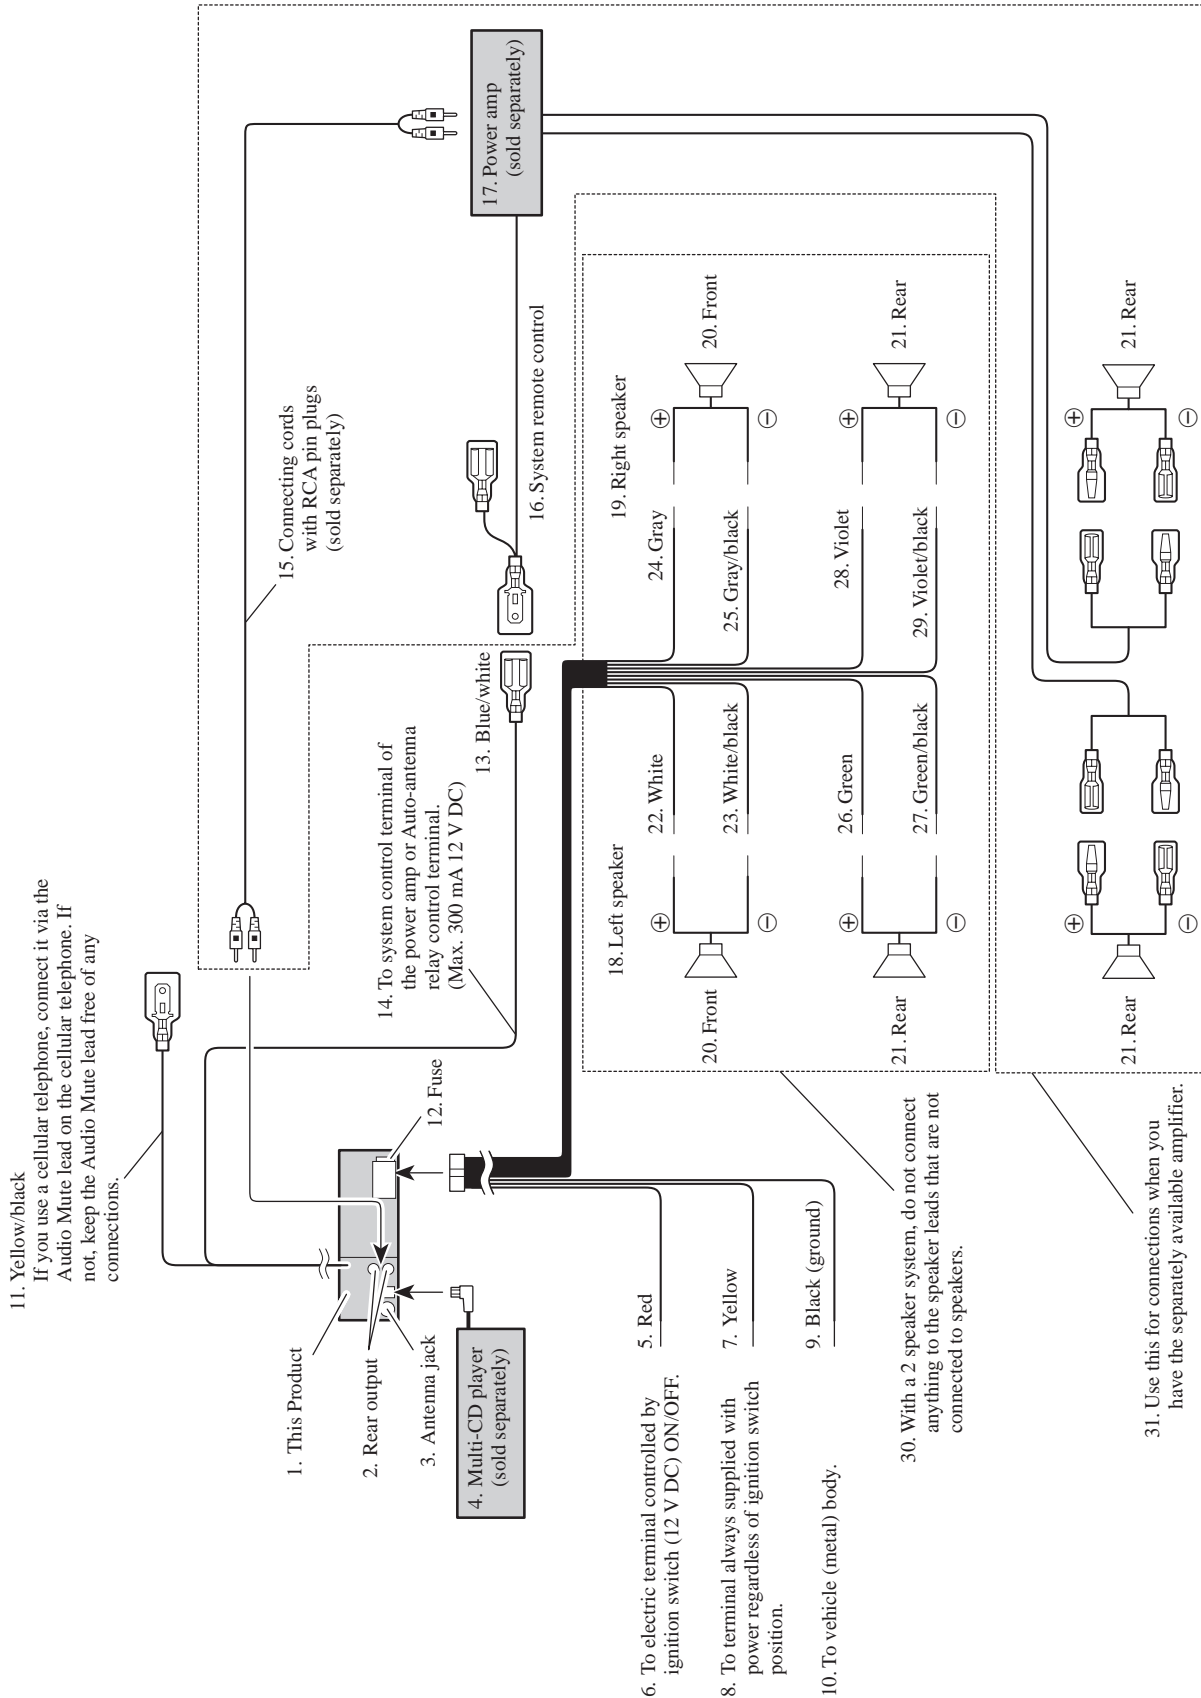 1. This Product
2. Rear output
3. Antenna jack
4. Multi-CD player
(sold separately)
5. Red
6. To electric terminal controlled by
ignition switch (12 V DC) ON/OFF.
7. Yellow
8. To terminal always supplied with
power regardless of ignition switch
position.
9. Black (ground)
10. To vehicle (metal) body.
11. Yellow/black
If you use a cellular telephone, connect it via the
Audio Mute lead on the cellular telephone. If
not, keep the Audio Mute lead free of any
connections.
12. Fuse
13. Blue/white
14. To system control terminal of
the power amp or Auto-antenna
relay control terminal.
(Max. 300 mA 12 V DC)
15. Connecting cords
with RCA pin plugs
(sold separately)
16. System remote control
17. Power amp
(sold separately)
18. Left speaker
19. Right speaker
20. Front
⊕
22. White
24. Gray
⊕
20. Front
⊖
23. White/black
25. Gray/black
⊖
21. Rear
⊕
26. Green
28. Violet
⊕
21. Rear
⊖
27. Green/black
29. Violet/black
⊖
21. Rear
⊕
⊖
⊕
⊖
21. Rear
30. With a 2 speaker system, do not connect
anything to the speaker leads that are not
connected to speakers.
31. Use this for connections when you
have the separately available amplifier.